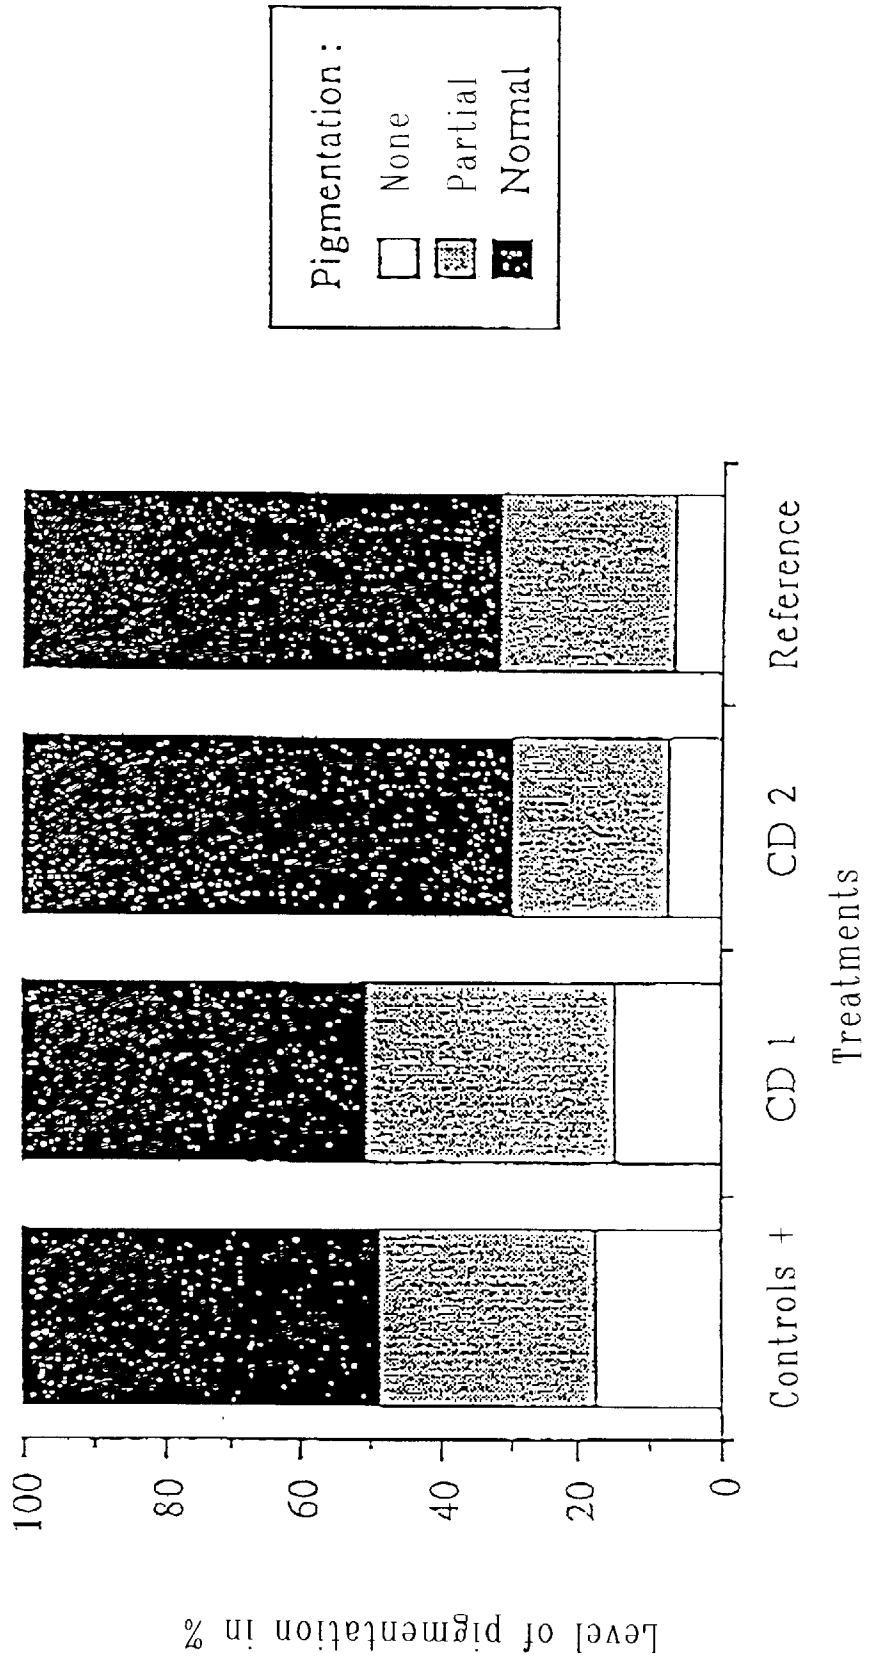 Pigmentation :
None
Partial
Normal
Level of pigmentation in %
100
80
60
40
20
0
Controls +
CD 1
CD 2
Reference
Treatments